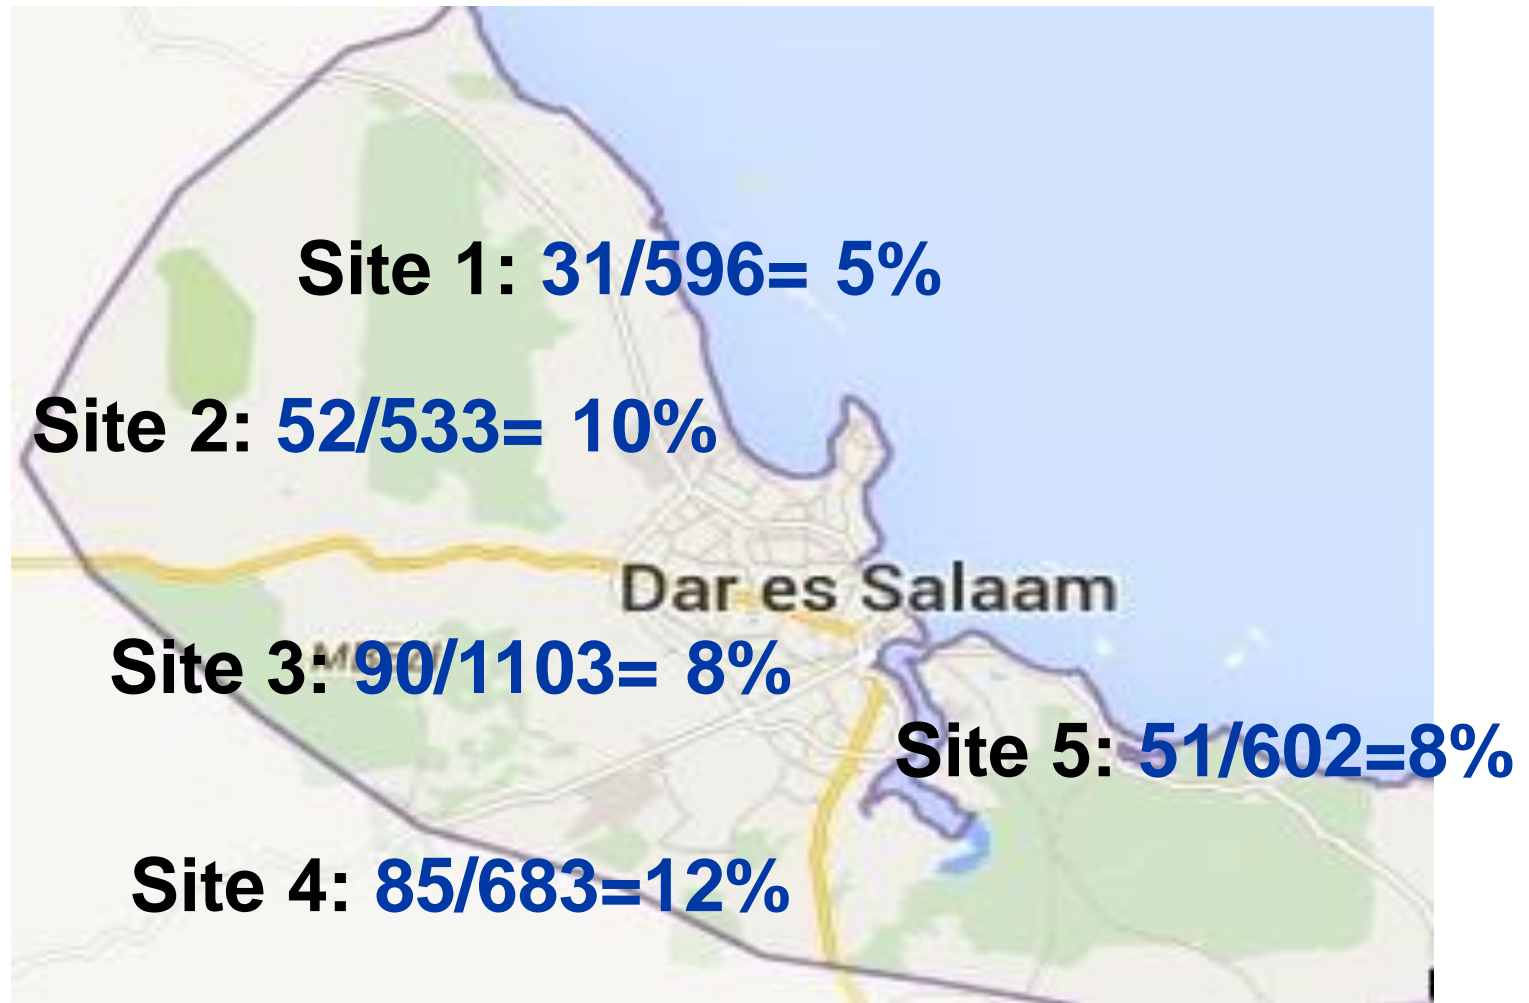 Site 1: 31/596= 5%
Site 2: 52/533= 10%
Dar es Salaam
Site 3: 90/1103= 8%
Site 5: 51/602=8%
Site 4: 85/683=12%